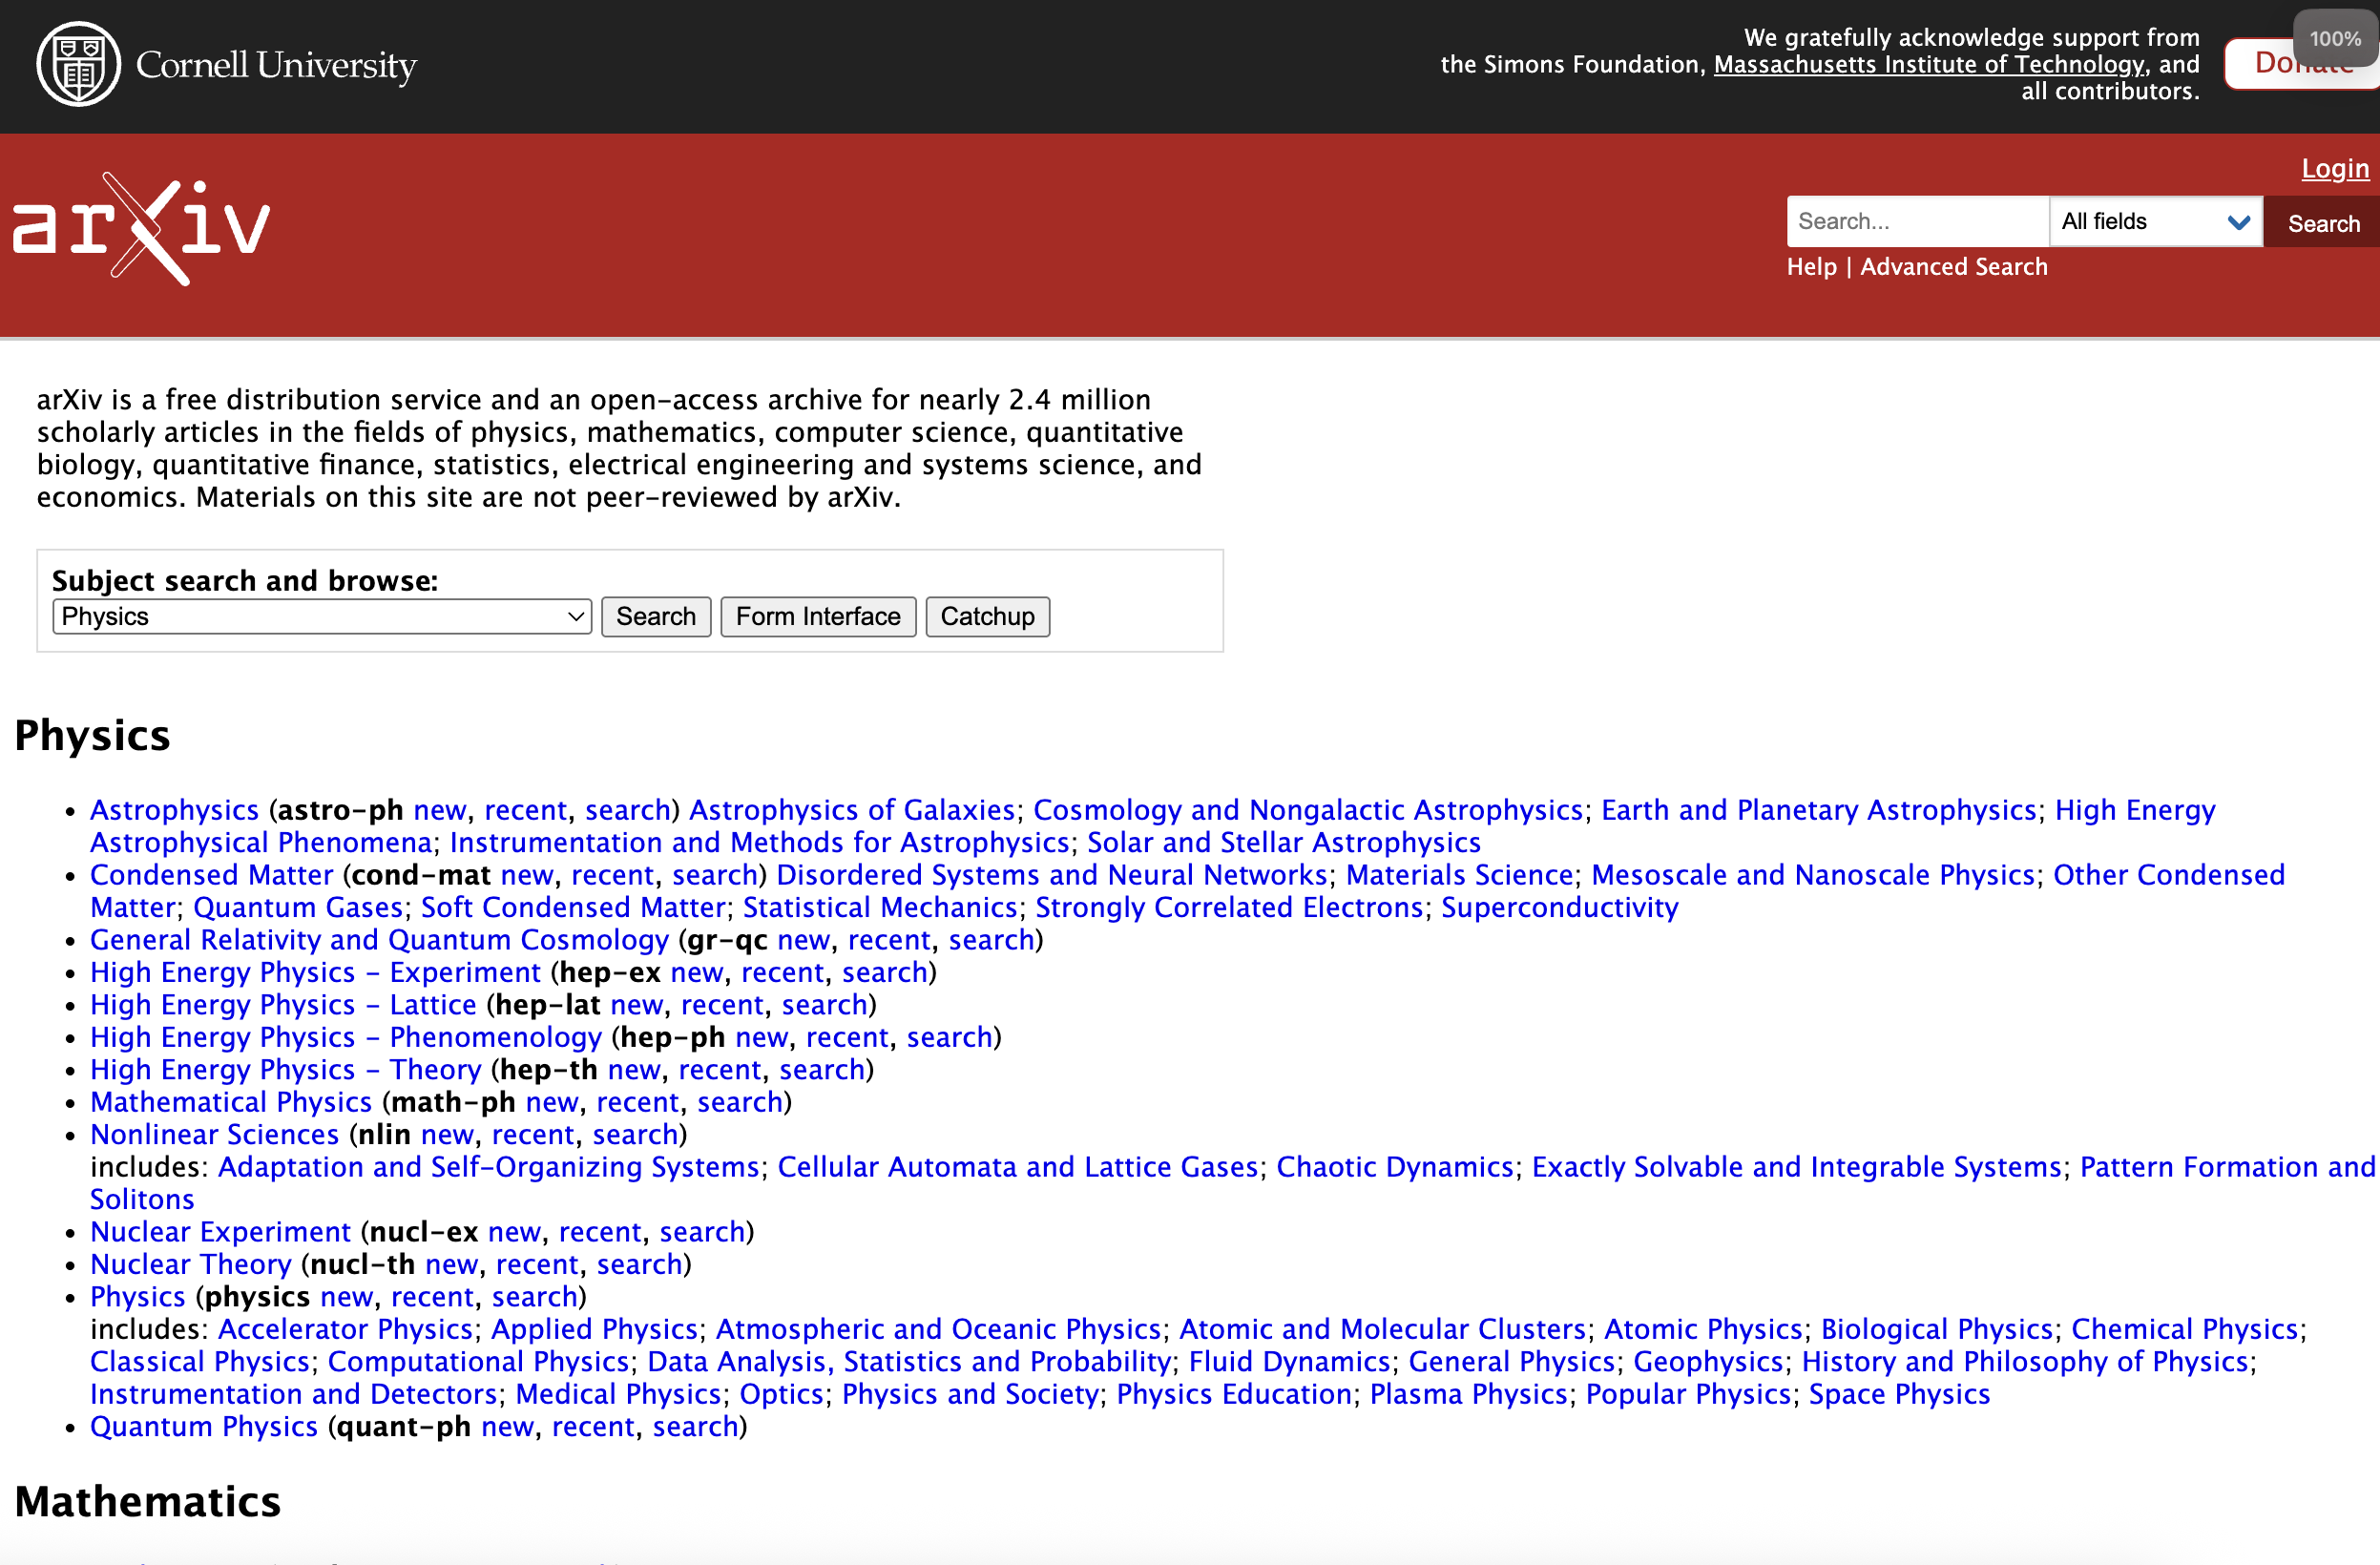 Cornell University
We gratefully acknowledge support from
the Simons Foundation, Massachusetts Institute of Technology, and
all contributors.
Donate
100%
arXiv
Login
Search...
All fields
Search
Help | Advanced Search
arXiv is a free distribution service and an open-access archive for nearly 2.4 million
scholarly articles in the fields of physics, mathematics, computer science, quantitative
biology, quantitative finance, statistics, electrical engineering and systems science, and
economics. Materials on this site are not peer-reviewed by arXiv.
Subject search and browse:
Physics Search Form Interface Catchup
Physics
• Astrophysics (astro-ph new, recent, search) Astrophysics of Galaxies; Cosmology and Nongalactic Astrophysics; Earth and Planetary Astrophysics; High Energy
Astrophysical Phenomena; Instrumentation and Methods for Astrophysics; Solar and Stellar Astrophysics
• Condensed Matter (cond-mat new, recent, search) Disordered Systems and Neural Networks; Materials Science; Mesoscale and Nanoscale Physics; Other Condensed
Matter; Quantum Gases; Soft Condensed Matter; Statistical Mechanics; Strongly Correlated Electrons; Superconductivity
• General Relativity and Quantum Cosmology (gr-qc new, recent, search)
• High Energy Physics - Experiment (hep-ex new, recent, search)
• High Energy Physics - Lattice (hep-lat new, recent, search)
• High Energy Physics - Phenomenology (hep-ph new, recent, search)
• High Energy Physics - Theory (hep-th new, recent, search)
• Mathematical Physics (math-ph new, recent, search)
• Nonlinear Sciences (nlin new, recent, search)
includes: Adaptation and Self-Organizing Systems; Cellular Automata and Lattice Gases; Chaotic Dynamics; Exactly Solvable and Integrable Systems; Pattern Formation and
Solitons
• Nuclear Experiment (nucl-ex new, recent, search)
• Nuclear Theory (nucl-th new, recent, search)
• Physics (physics new, recent, search)
includes: Accelerator Physics; Applied Physics; Atmospheric and Oceanic Physics; Atomic and Molecular Clusters; Atomic Physics; Biological Physics; Chemical Physics;
Classical Physics; Computational Physics; Data Analysis, Statistics and Probability; Fluid Dynamics; General Physics; Geophysics; History and Philosophy of Physics;
Instrumentation and Detectors; Medical Physics; Optics; Physics and Society; Physics Education; Plasma Physics; Popular Physics; Space Physics
• Quantum Physics (quant-ph new, recent, search)
Mathematics